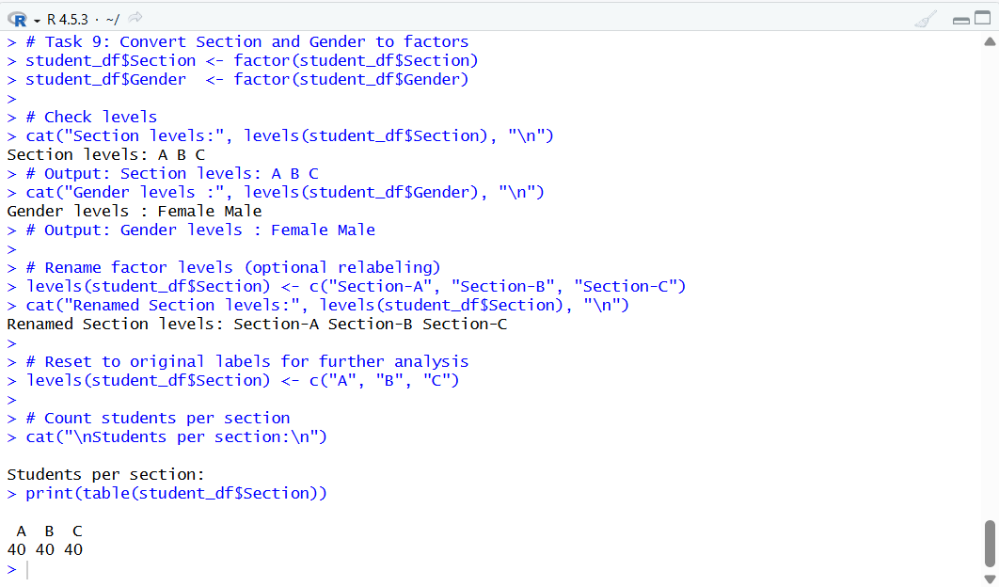 R 4.5.3 · ~/
> # Task 9: Convert Section and Gender to factors
> student_df$Section <- factor(student_df$Section)
> student_df$Gender  <- factor(student_df$Gender)
>
> # Check levels
> cat("Section levels:", levels(student_df$Section), "\n")
Section levels: A B C
> # Output: Section levels: A B C
> cat("Gender levels :", levels(student_df$Gender), "\n")
Gender levels : Female Male
> # Output: Gender levels : Female Male
>
> # Rename factor levels (optional relabeling)
> levels(student_df$Section) <- c("Section-A", "Section-B", "Section-C")
> cat("Renamed Section levels:", levels(student_df$Section), "\n")
Renamed Section levels: Section-A Section-B Section-C
>
> # Reset to original labels for further analysis
> levels(student_df$Section) <- c("A", "B", "C")
>
> # Count students per section
> cat("\nStudents per section:\n")

Students per section:
> print(table(student_df$Section))

 A  B  C
40 40 40
>